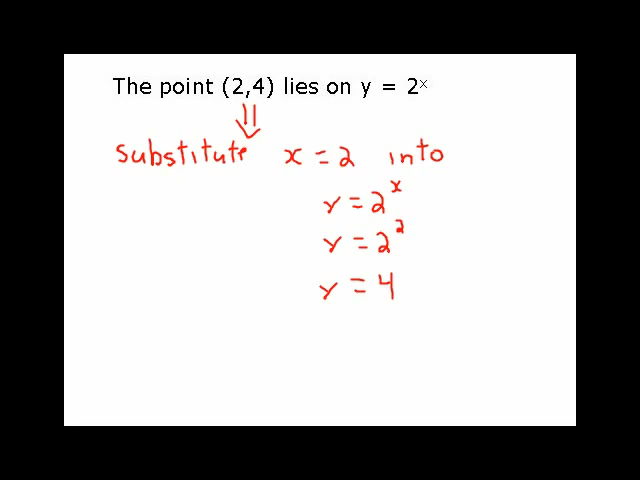 The point (2,4) lies on y = 2ˣ
substitute x = 2 into
y = 2ˣ
y = 2²
y = 4